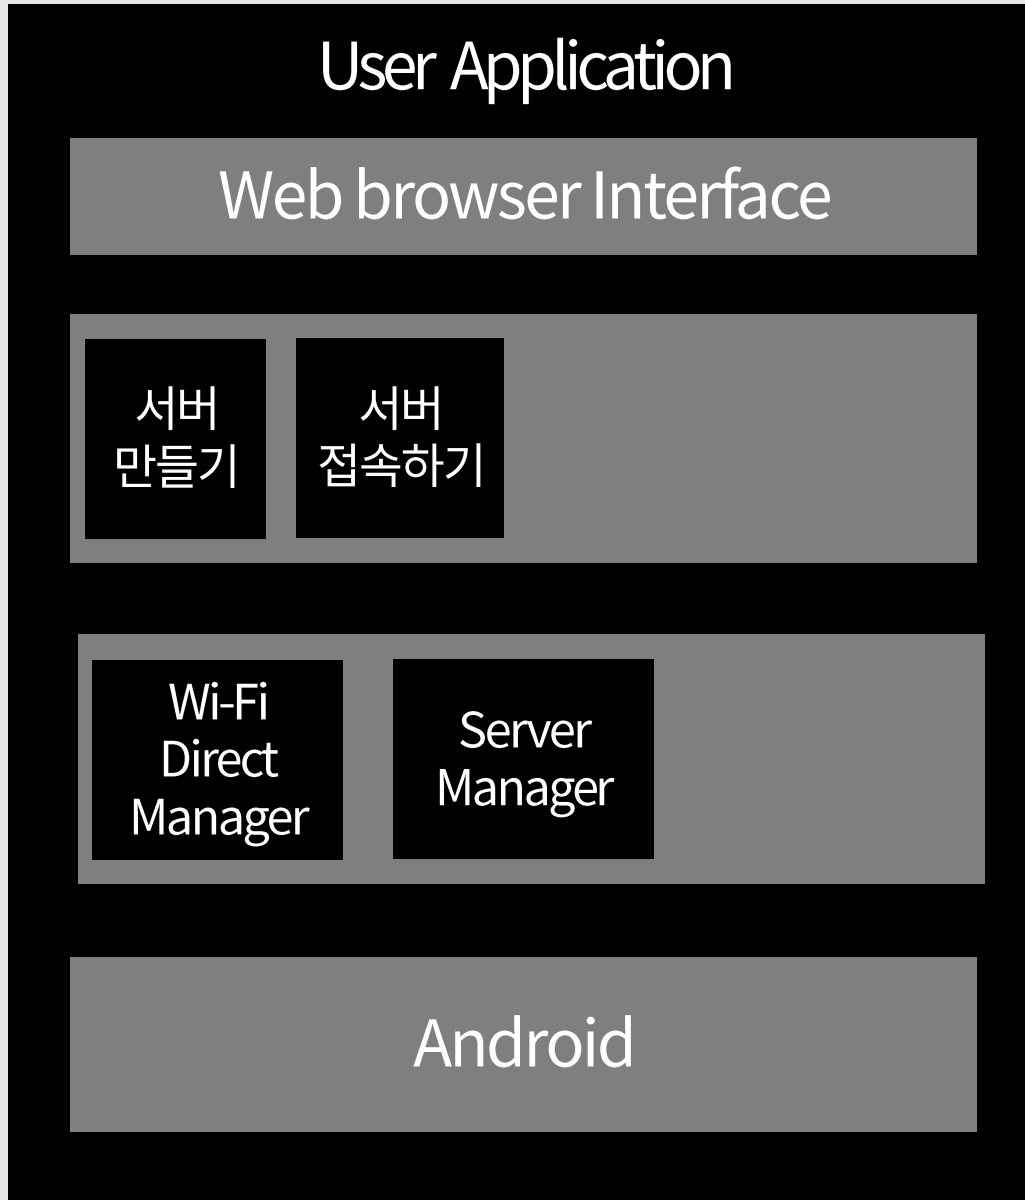 User Application
Web browser Interface
서버
만들기
서버
접속하기
Wi-Fi
Direct
Manager
Server
Manager
Android